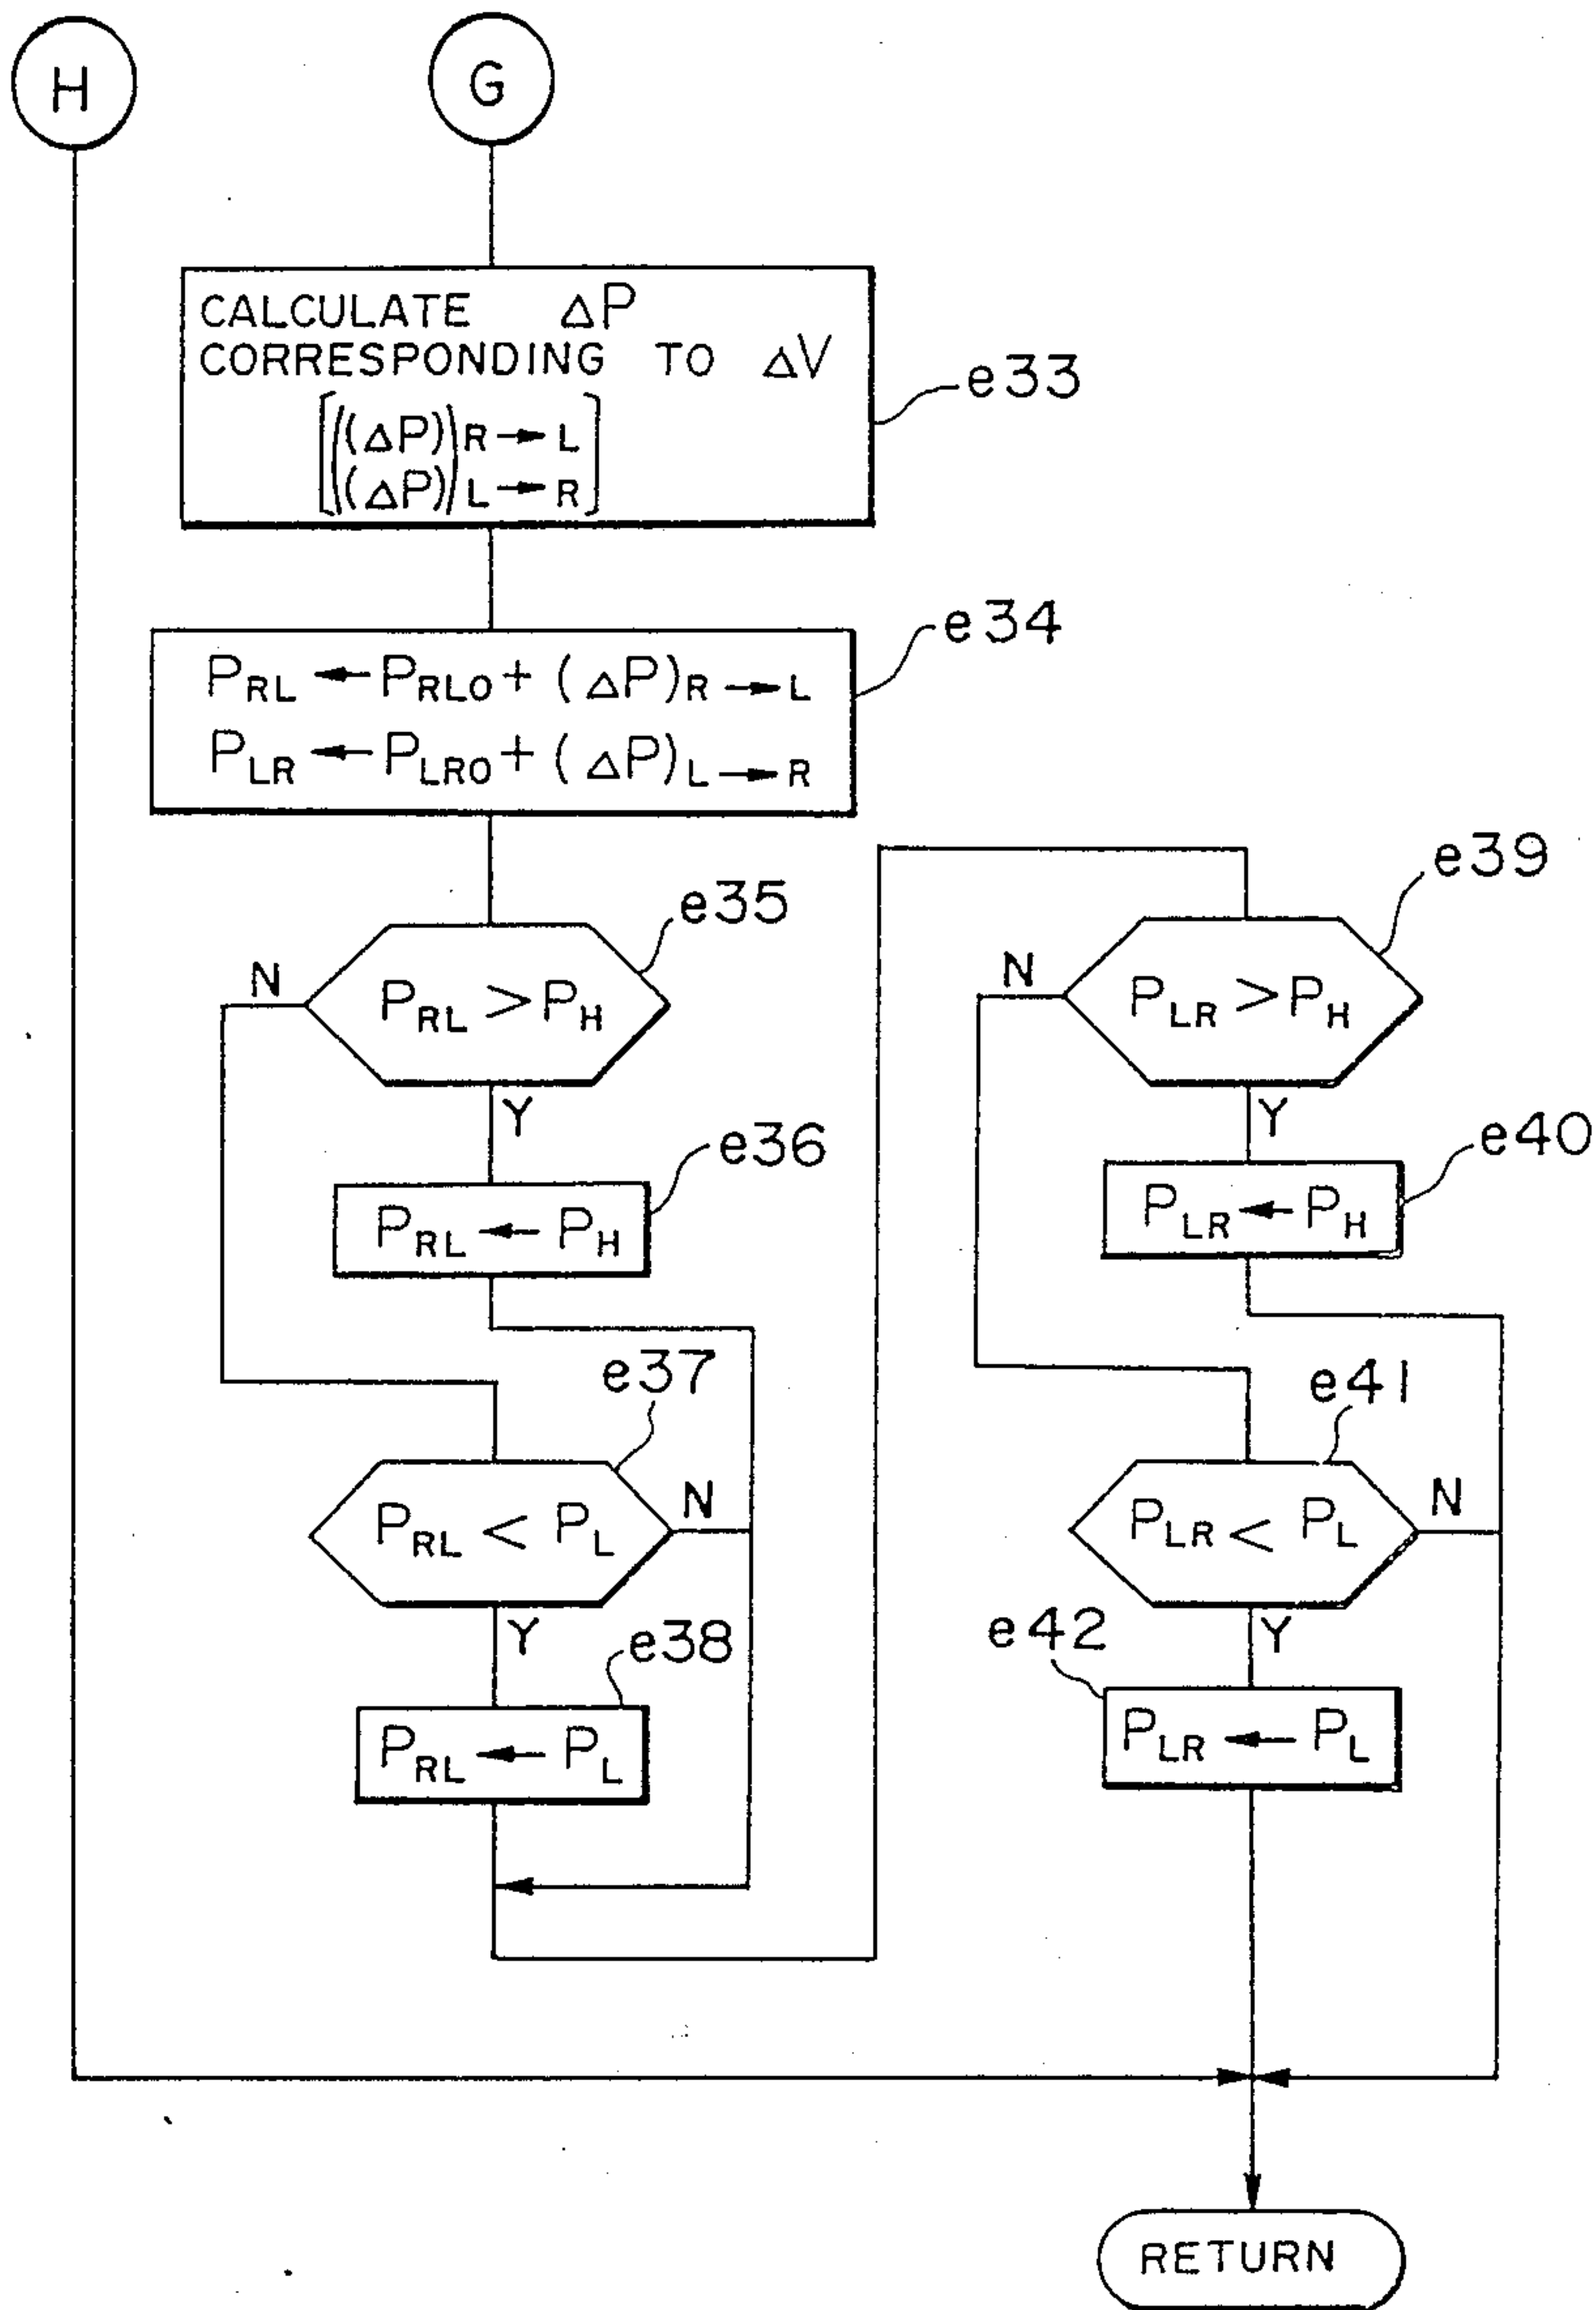 H
G
CALCULATE ΔP
CORRESPONDING TO ΔV
[((ΔP))R → L
((ΔP))L → R]
e33
e34
PRL ← PRLO + (ΔP)R → L
PLR ← PLRO + (ΔP)L → R
e35
N
PRL > PH
Y
e36
PRL ← PH
e37
PRL < PL
N
Y
e38
PRL ← PL
e39
N
PLR > PH
Y
e40
PLR ← PH
e41
PLR < PL
N
Y
e42
PLR ← PL
RETURN